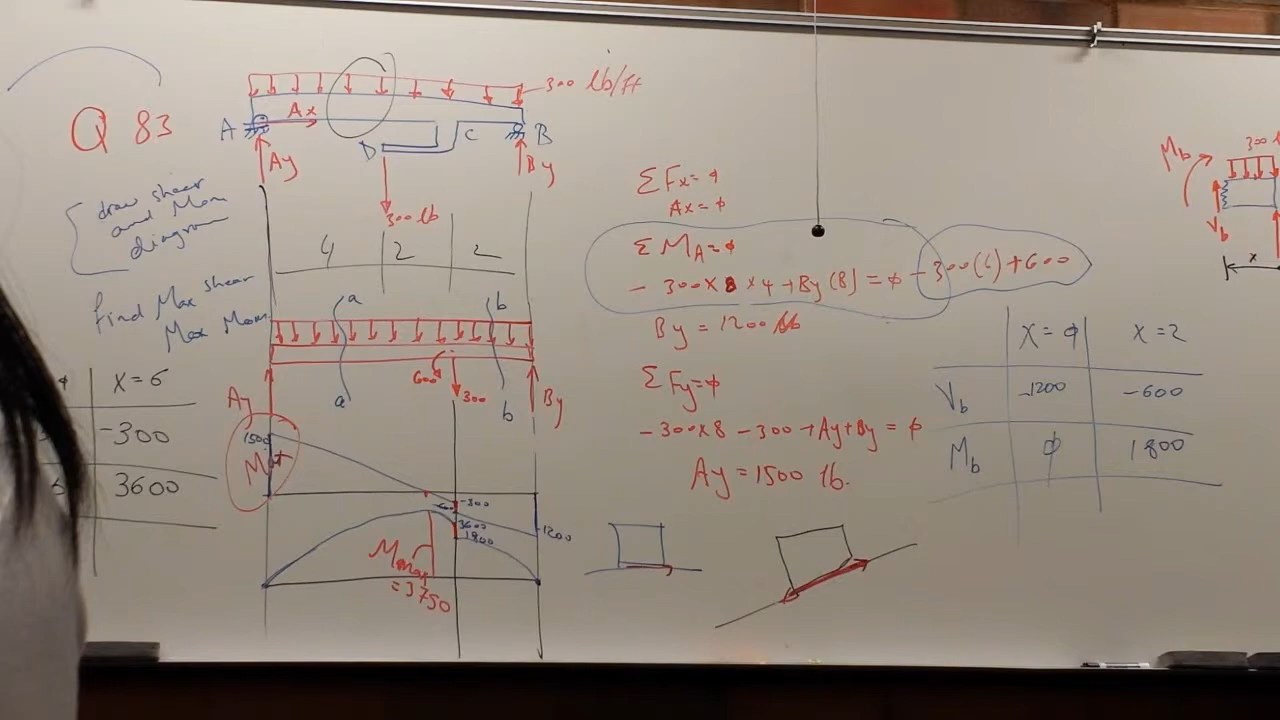 Q 83
300 lb/ft
Ax
A
D
C
B
Ay
By
300 lb
draw shear
and Mom
diagram
find Max shear
Max Mom
4 2 2
a b
600
300
a b
Ay
By
X=6
-300
3600
1500
-300
-600
3600
1800
1200
Mmax
=3750
ΣFx=ϕ
Ax=ϕ
ΣMA=ϕ
- 300×8 ×4 +By(8) = ϕ -300(6)+600
By = 1200 lb
ΣFy=ϕ
-300×8 -300 +Ay+By = ϕ
Ay=1500 lb.
X=ϕ X=2
Vb -1200 -600
Mb ϕ 1800
Mb
300
Vb
x